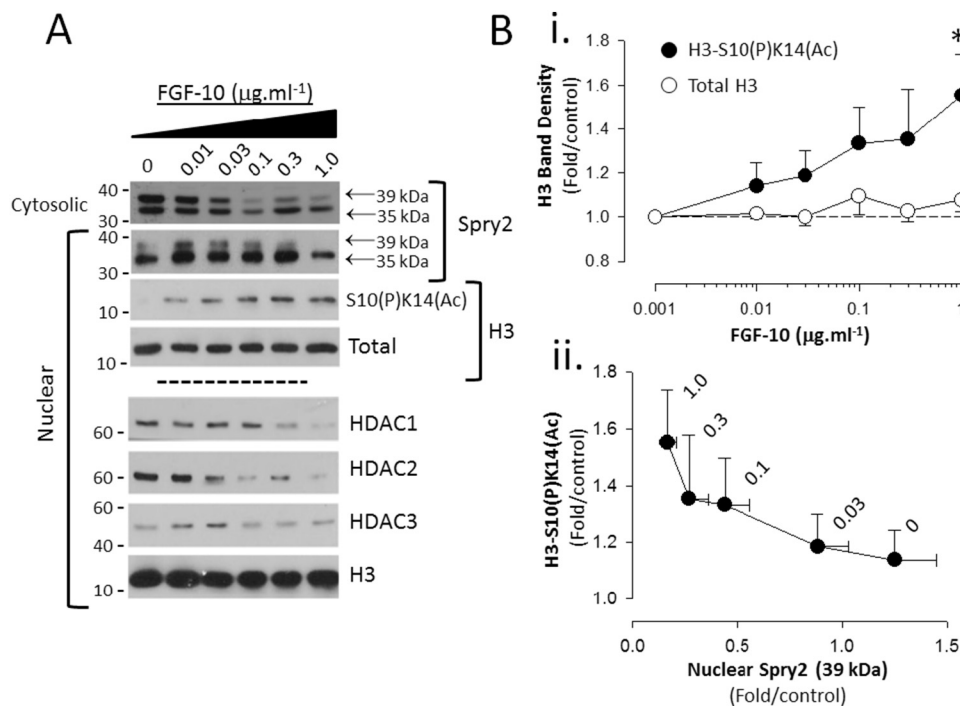 A
FGF-10 (μg.ml⁻¹)
0 0.01 0.03 0.1 0.3 1.0
Cytosolic
40
30
39 kDa
35 kDa
Spry2
Nuclear
40
30
39 kDa
35 kDa
10
S10(P)K14(Ac)
H3
10
Total
60
HDAC1
60
HDAC2
50
40
HDAC3
10
H3
B i.
H3 Band Density
(Fold/control)
1.8
1.6
1.4
1.2
1.0
0.8
H3-S10(P)K14(Ac)
Total H3
*
0.001 0.01 0.1 1
FGF-10 (μg.ml⁻¹)
ii.
H3-S10(P)K14(Ac)
(Fold/control)
1.8
1.6
1.4
1.2
1.0
1.0
0.3
0.1
0.03
0
0.0 0.5 1.0 1.5
Nuclear Spry2 (39 kDa)
(Fold/control)